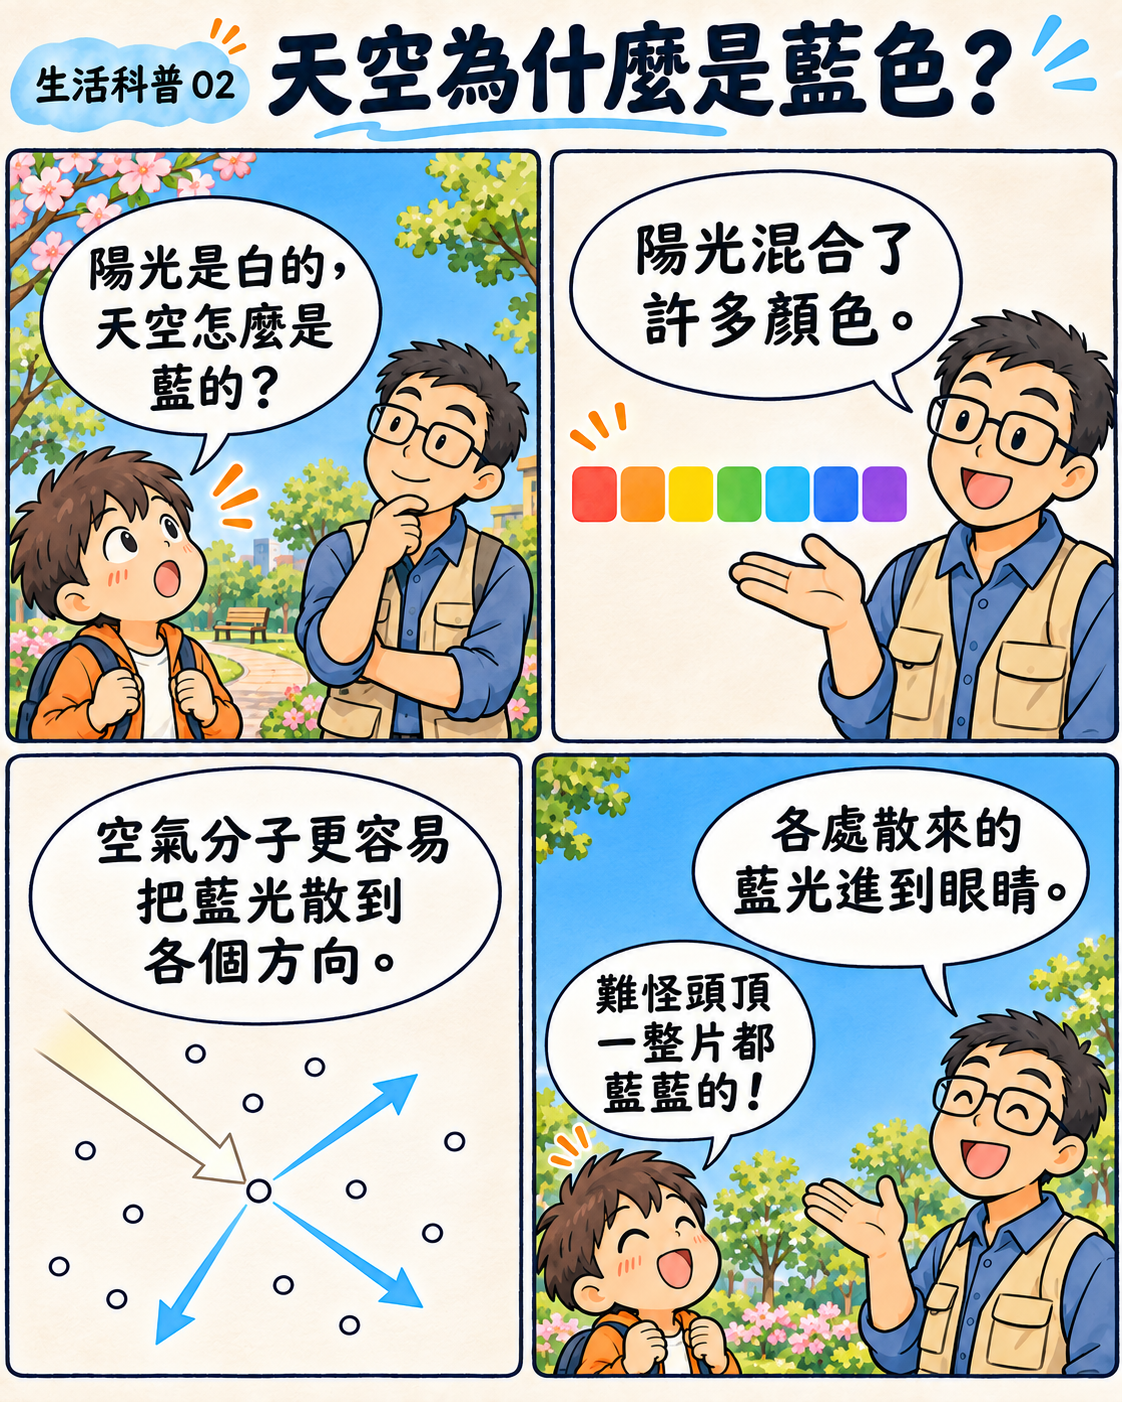 生活科普 02
天空為什麼是藍色？
陽光是白的，
天空怎麼是
藍的？
陽光混合了
許多顏色。
空氣分子更容易
把藍光散到
各個方向。
各處散來的
藍光進到眼睛。
難怪頭頂
一整片都
藍藍的！